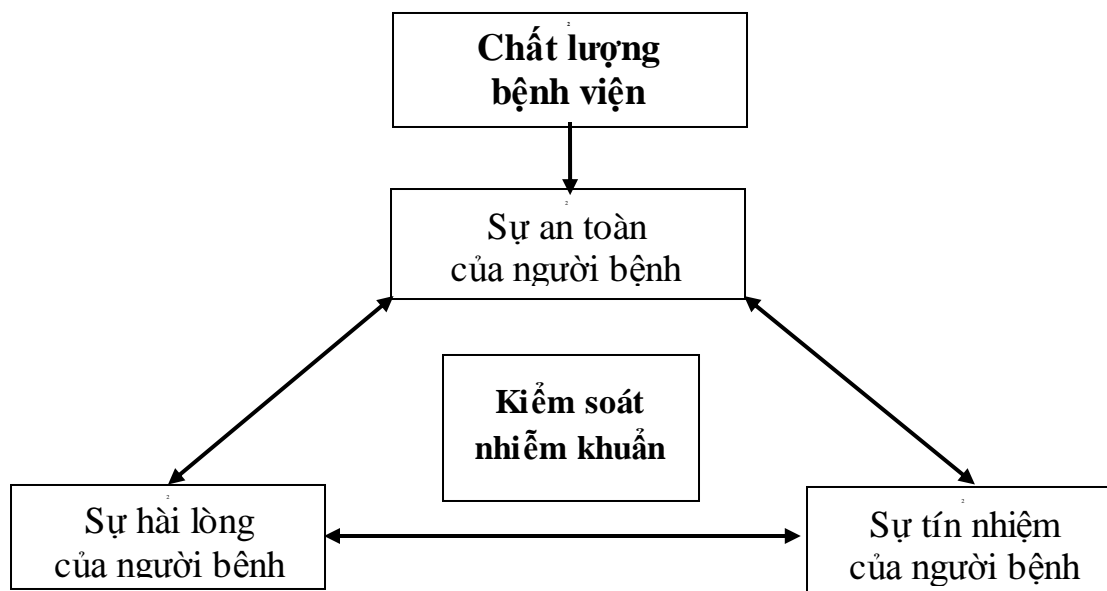 Chất lượng
bệnh viện
Sự an toàn
của người bệnh
Kiểm soát
nhiễm khuẩn
Sự hài lòng
của người bệnh
Sự tín nhiệm
của người bệnh